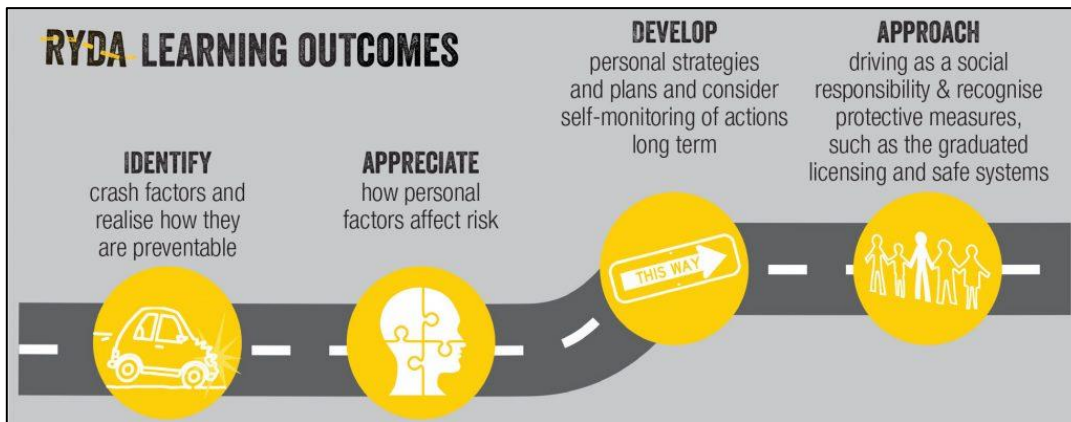 RYDA LEARNING OUTCOMES
IDENTIFY
crash factors and
realise how they
are preventable
APPRECIATE
how personal
factors affect risk
DEVELOP
personal strategies
and plans and consider
self-monitoring of actions
long term
THIS WAY
APPROACH
driving as a social
responsibility & recognise
protective measures,
such as the graduated
licensing and safe systems